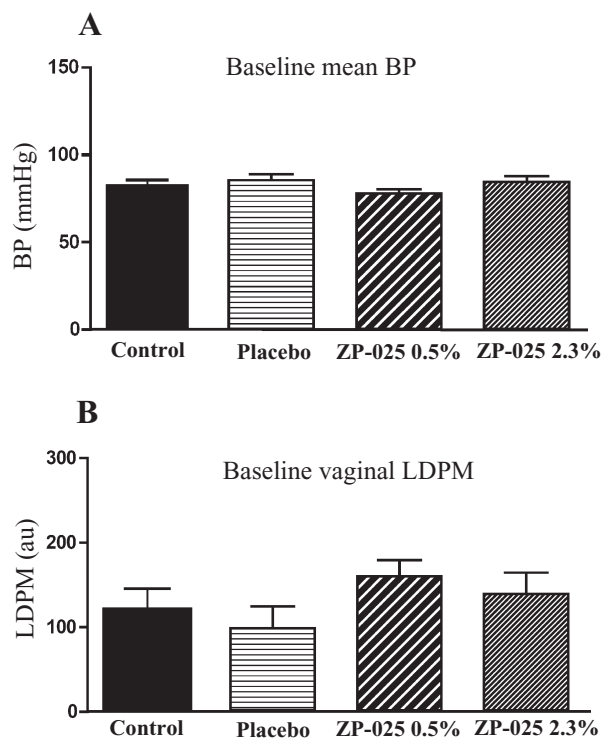 A
Baseline mean BP
150
100
50
0
BP (mmHg)
Control Placebo ZP-025 0.5% ZP-025 2.3%
B
Baseline vaginal LDPM
300
200
100
0
LDPM (au)
Control Placebo ZP-025 0.5% ZP-025 2.3%